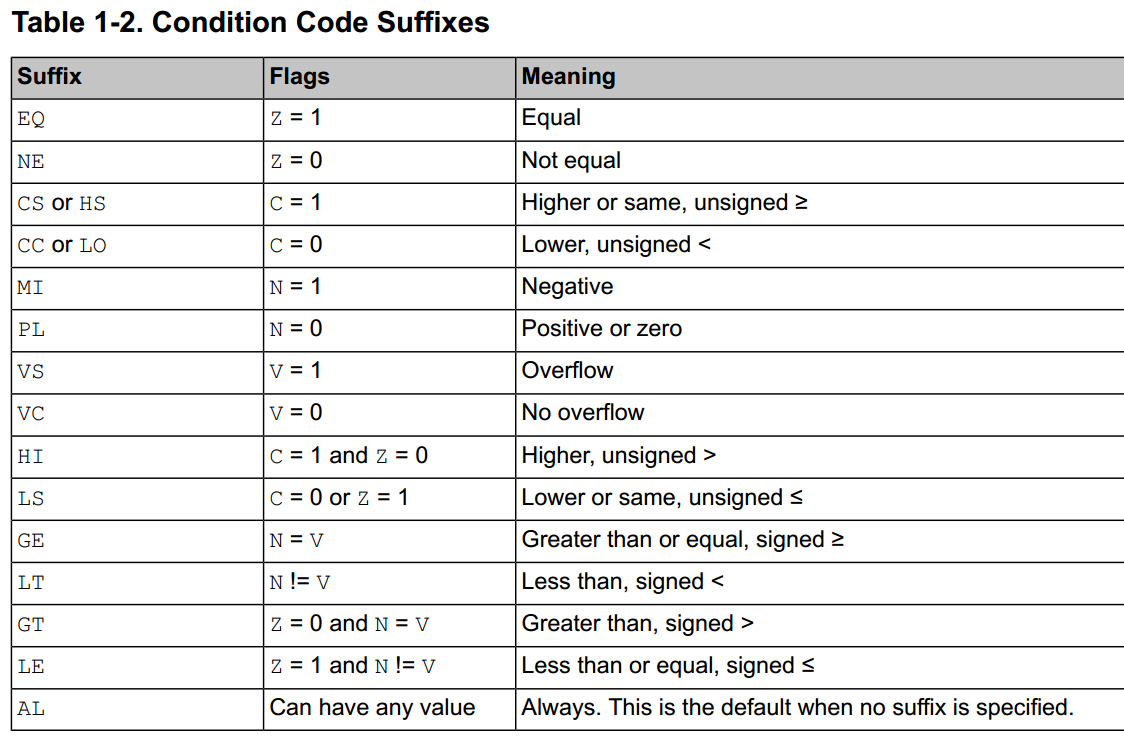 Table 1-2. Condition Code Suffixes
Suffix Flags Meaning
EQ Z = 1 Equal
NE Z = 0 Not equal
CS or HS C = 1 Higher or same, unsigned ≥
CC or LO C = 0 Lower, unsigned <
MI N = 1 Negative
PL N = 0 Positive or zero
VS V = 1 Overflow
VC V = 0 No overflow
HI C = 1 and Z = 0 Higher, unsigned >
LS C = 0 or Z = 1 Lower or same, unsigned ≤
GE N = V Greater than or equal, signed ≥
LT N != V Less than, signed <
GT Z = 0 and N = V Greater than, signed >
LE Z = 1 and N != V Less than or equal, signed ≤
AL Can have any value Always. This is the default when no suffix is specified.